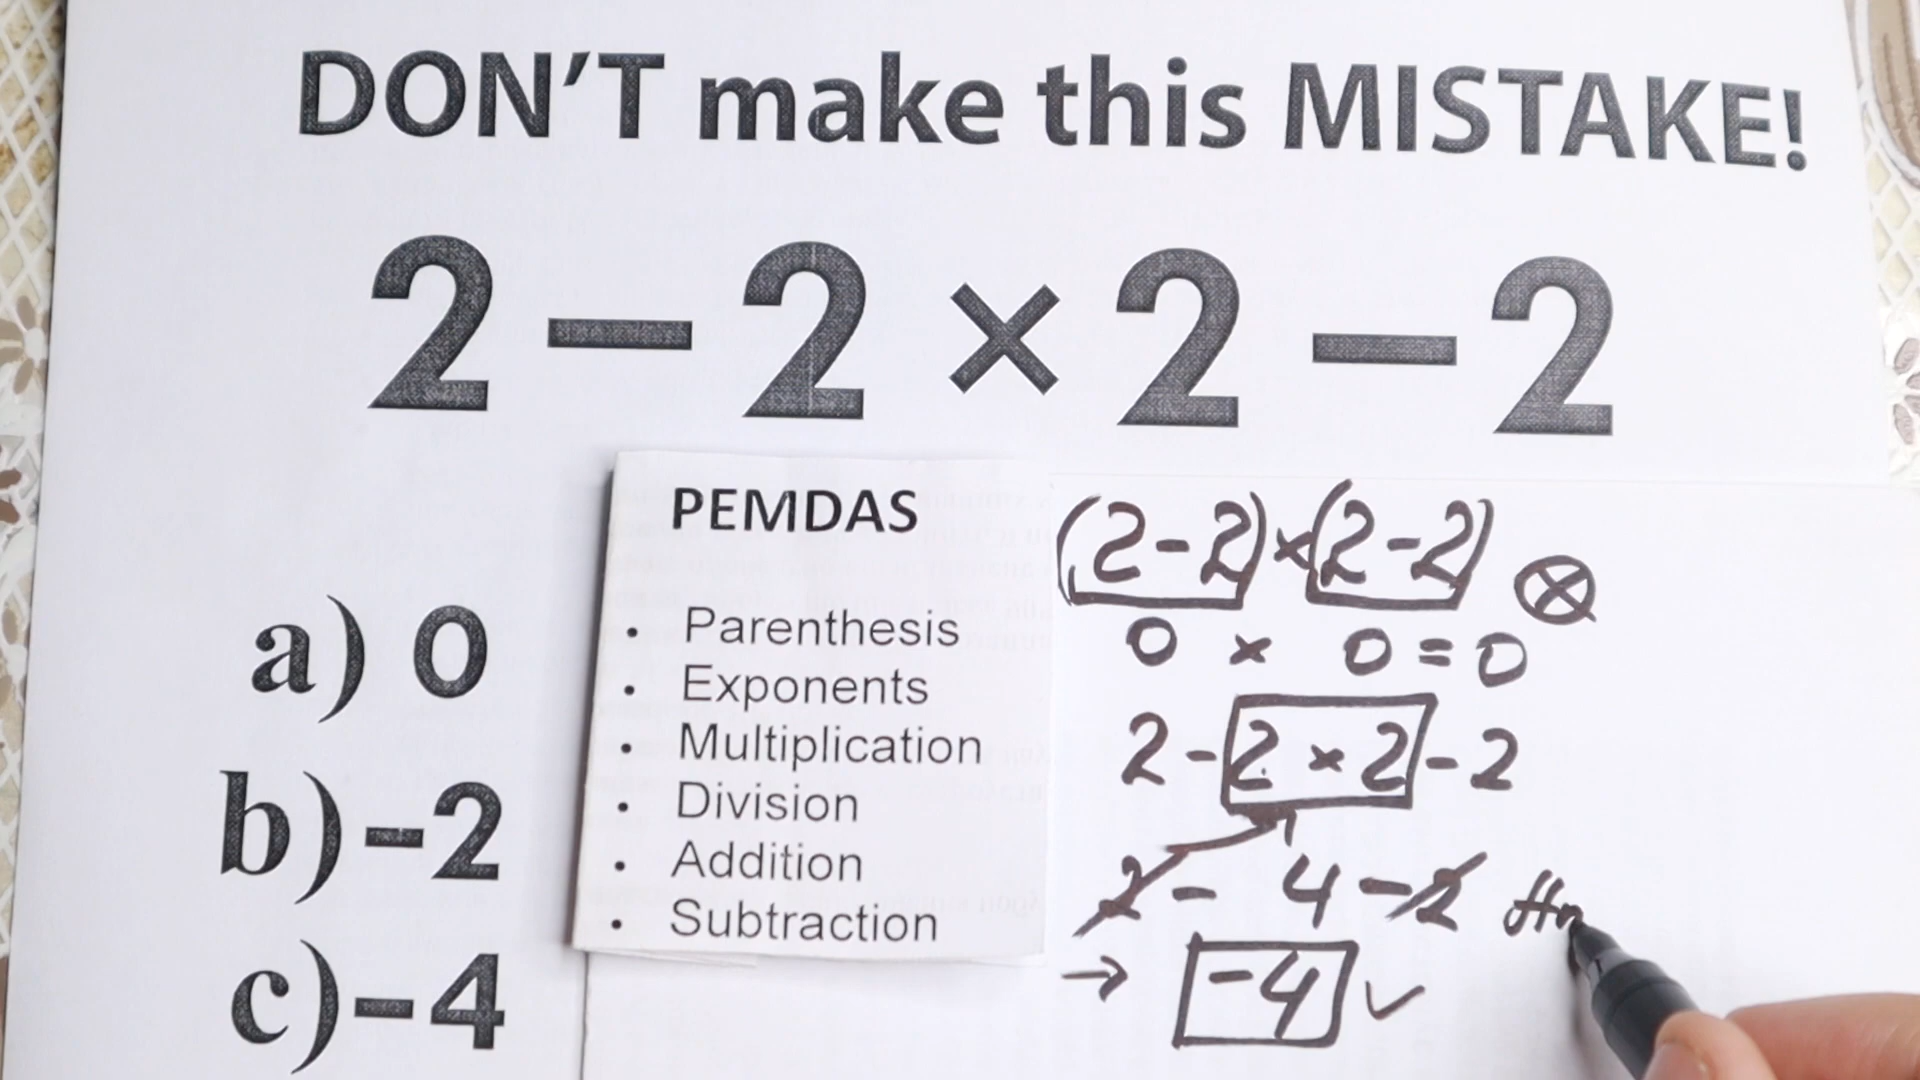 DON'T make this MISTAKE!
2 – 2 × 2 – 2
a) 0
b) –2
c) –4
PEMDAS
• Parenthesis
• Exponents
• Multiplication
• Division
• Addition
• Subtraction
(2 - 2) × (2 - 2) ⊗
0 × 0 = 0
2 - 2 × 2 - 2
2 - 4 - 2
→ -4 ✓